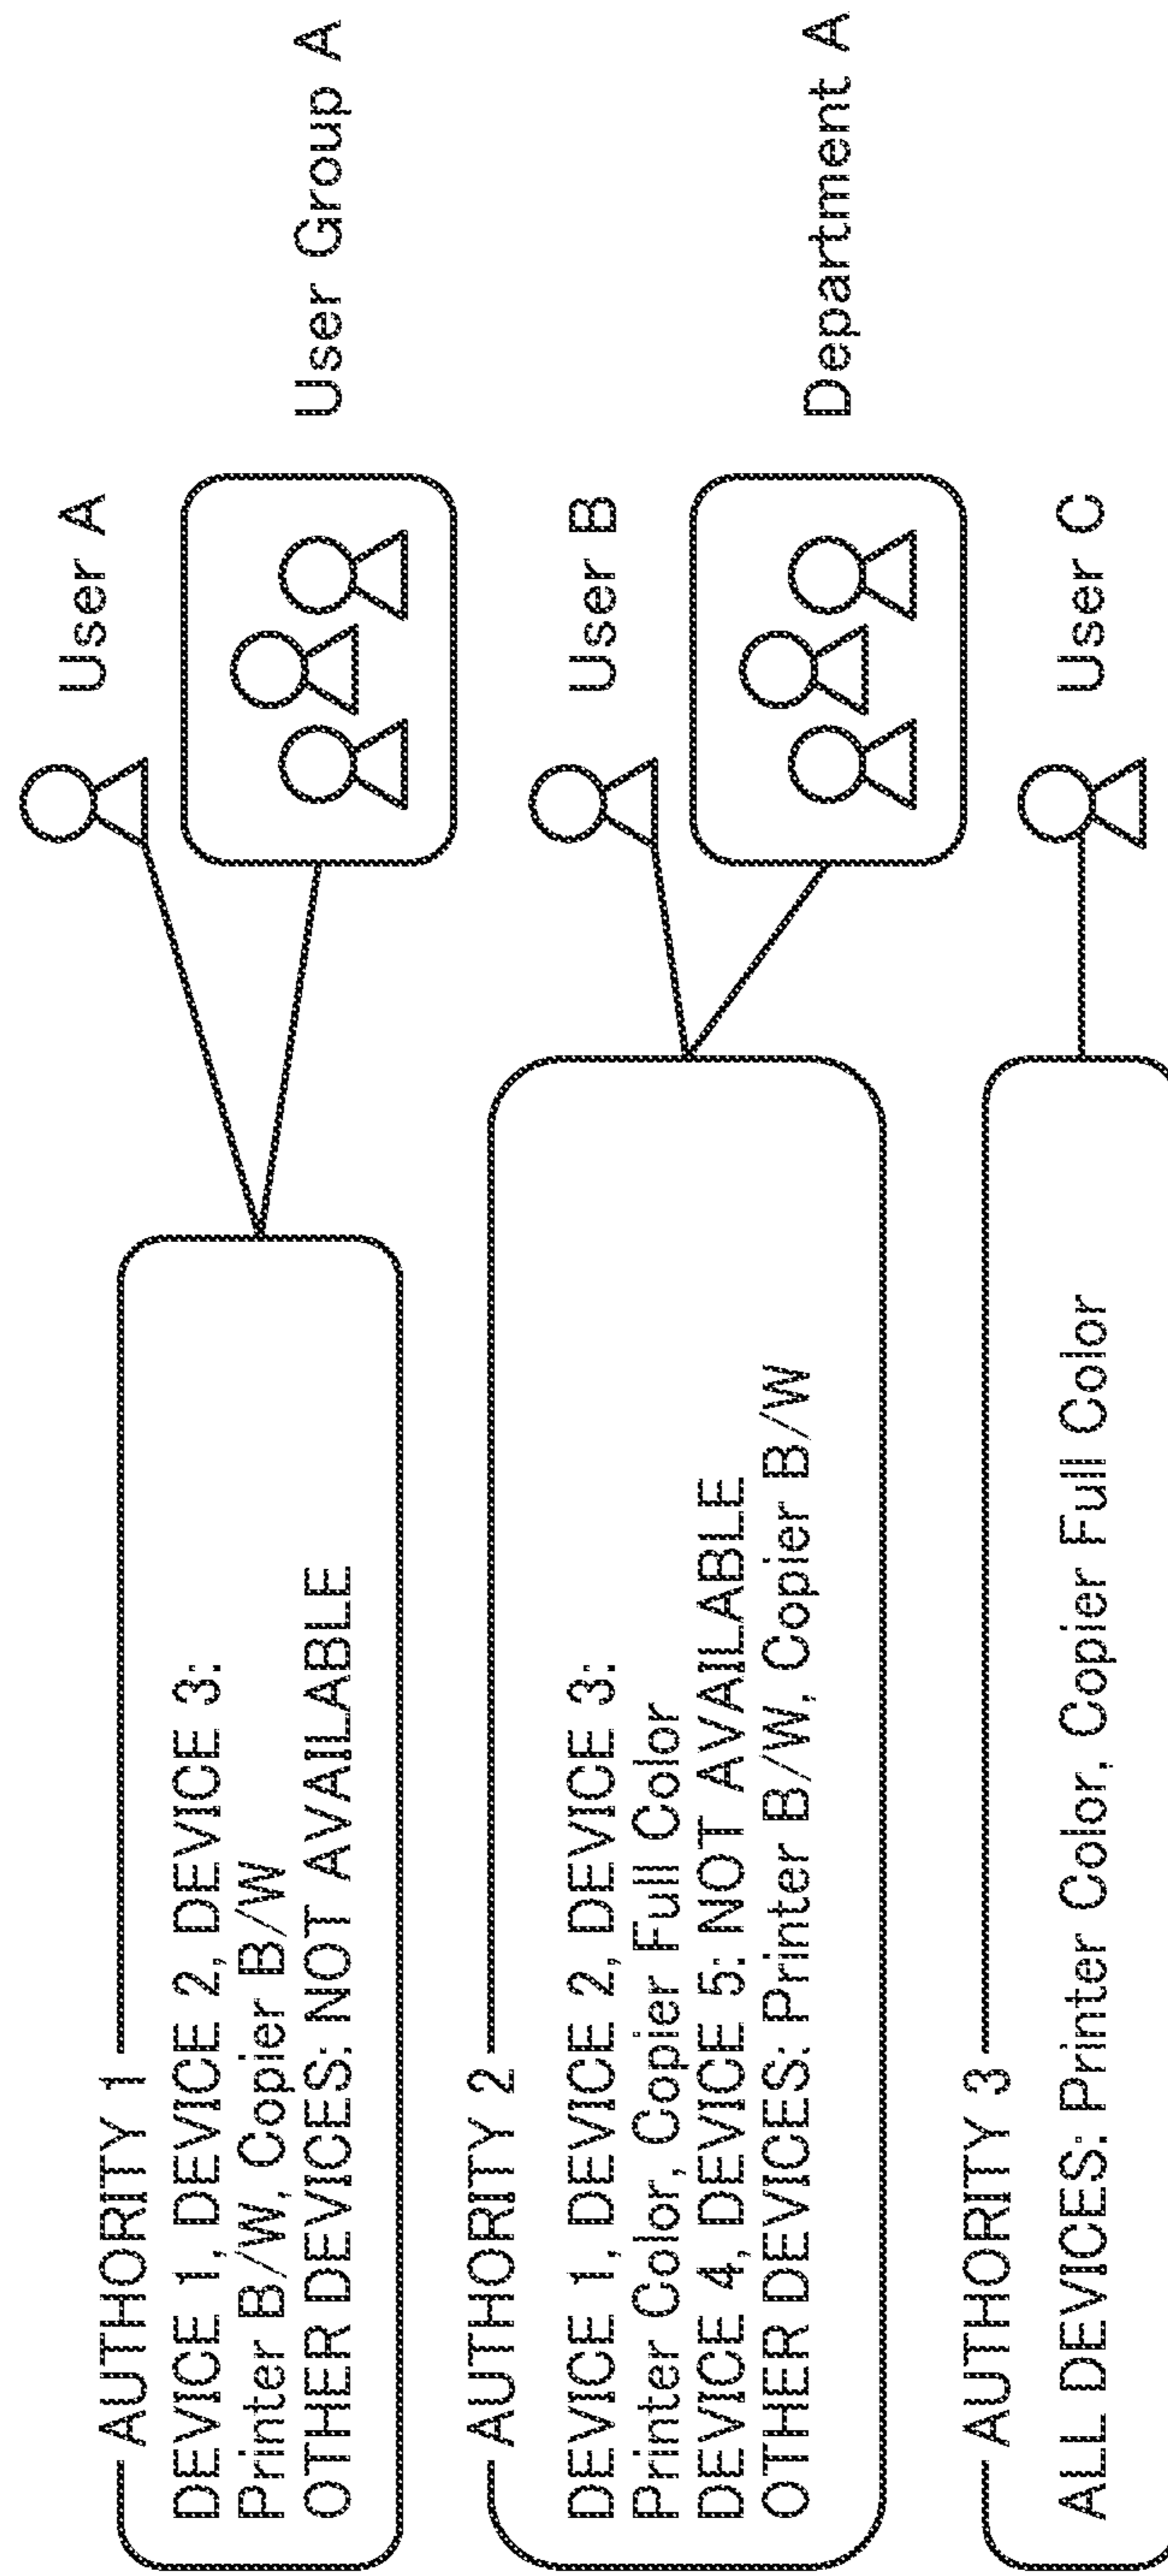 AUTHORITY 1
DEVICE 1, DEVICE 2, DEVICE 3:
Printer B/W, Copier B/W
OTHER DEVICES: NOT AVAILABLE
User A
User Group A
AUTHORITY 2
DEVICE 1, DEVICE 2, DEVICE 3:
Printer Color, Copier Full Color
DEVICE 4, DEVICE 5: NOT AVAILABLE
OTHER DEVICES: Printer B/W, Copier B/W
User B
Department A
AUTHORITY 3
ALL DEVICES: Printer Color, Copier Full Color
User C